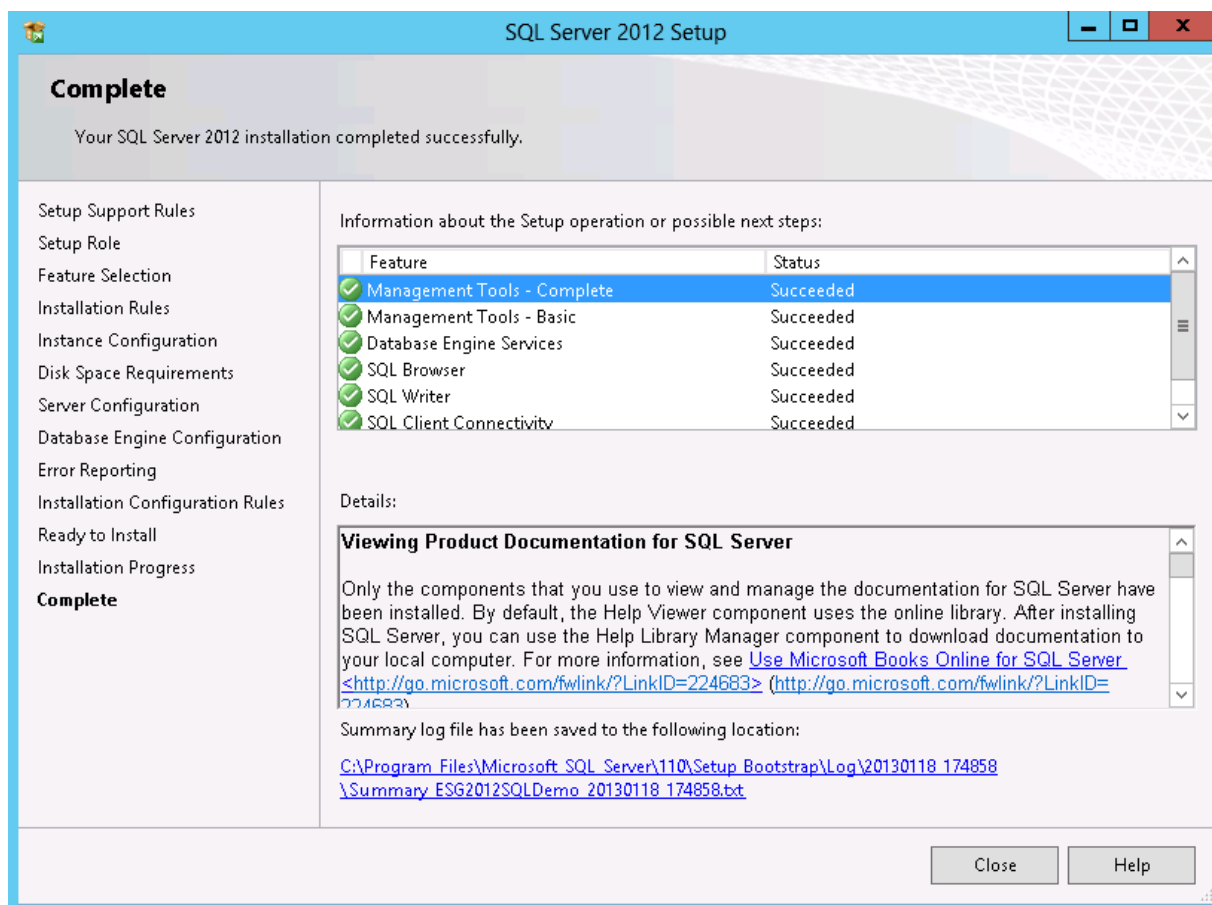 SQL Server 2012 Setup
Complete
Your SQL Server 2012 installation completed successfully.
Setup Support Rules
Setup Role
Feature Selection
Installation Rules
Instance Configuration
Disk Space Requirements
Server Configuration
Database Engine Configuration
Error Reporting
Installation Configuration Rules
Ready to Install
Installation Progress
Complete
Information about the Setup operation or possible next steps:
Feature Status
Management Tools - Complete Succeeded
Management Tools - Basic Succeeded
Database Engine Services Succeeded
SQL Browser Succeeded
SQL Writer Succeeded
SQL Client Connectivity Succeeded
Details:
Viewing Product Documentation for SQL Server
Only the components that you use to view and manage the documentation for SQL Server have
been installed. By default, the Help Viewer component uses the online library. After installing
SQL Server, you can use the Help Library Manager component to download documentation to
your local computer. For more information, see Use Microsoft Books Online for SQL Server
<http://go.microsoft.com/fwlink/?LinkID=224683> (http://go.microsoft.com/fwlink/?LinkID=
224683)
Summary log file has been saved to the following location:
C:\Program Files\Microsoft SQL Server\110\Setup Bootstrap\Log\20130118_174858
\Summary_ESG2012SQLDemo_20130118_174858.txt
Close Help